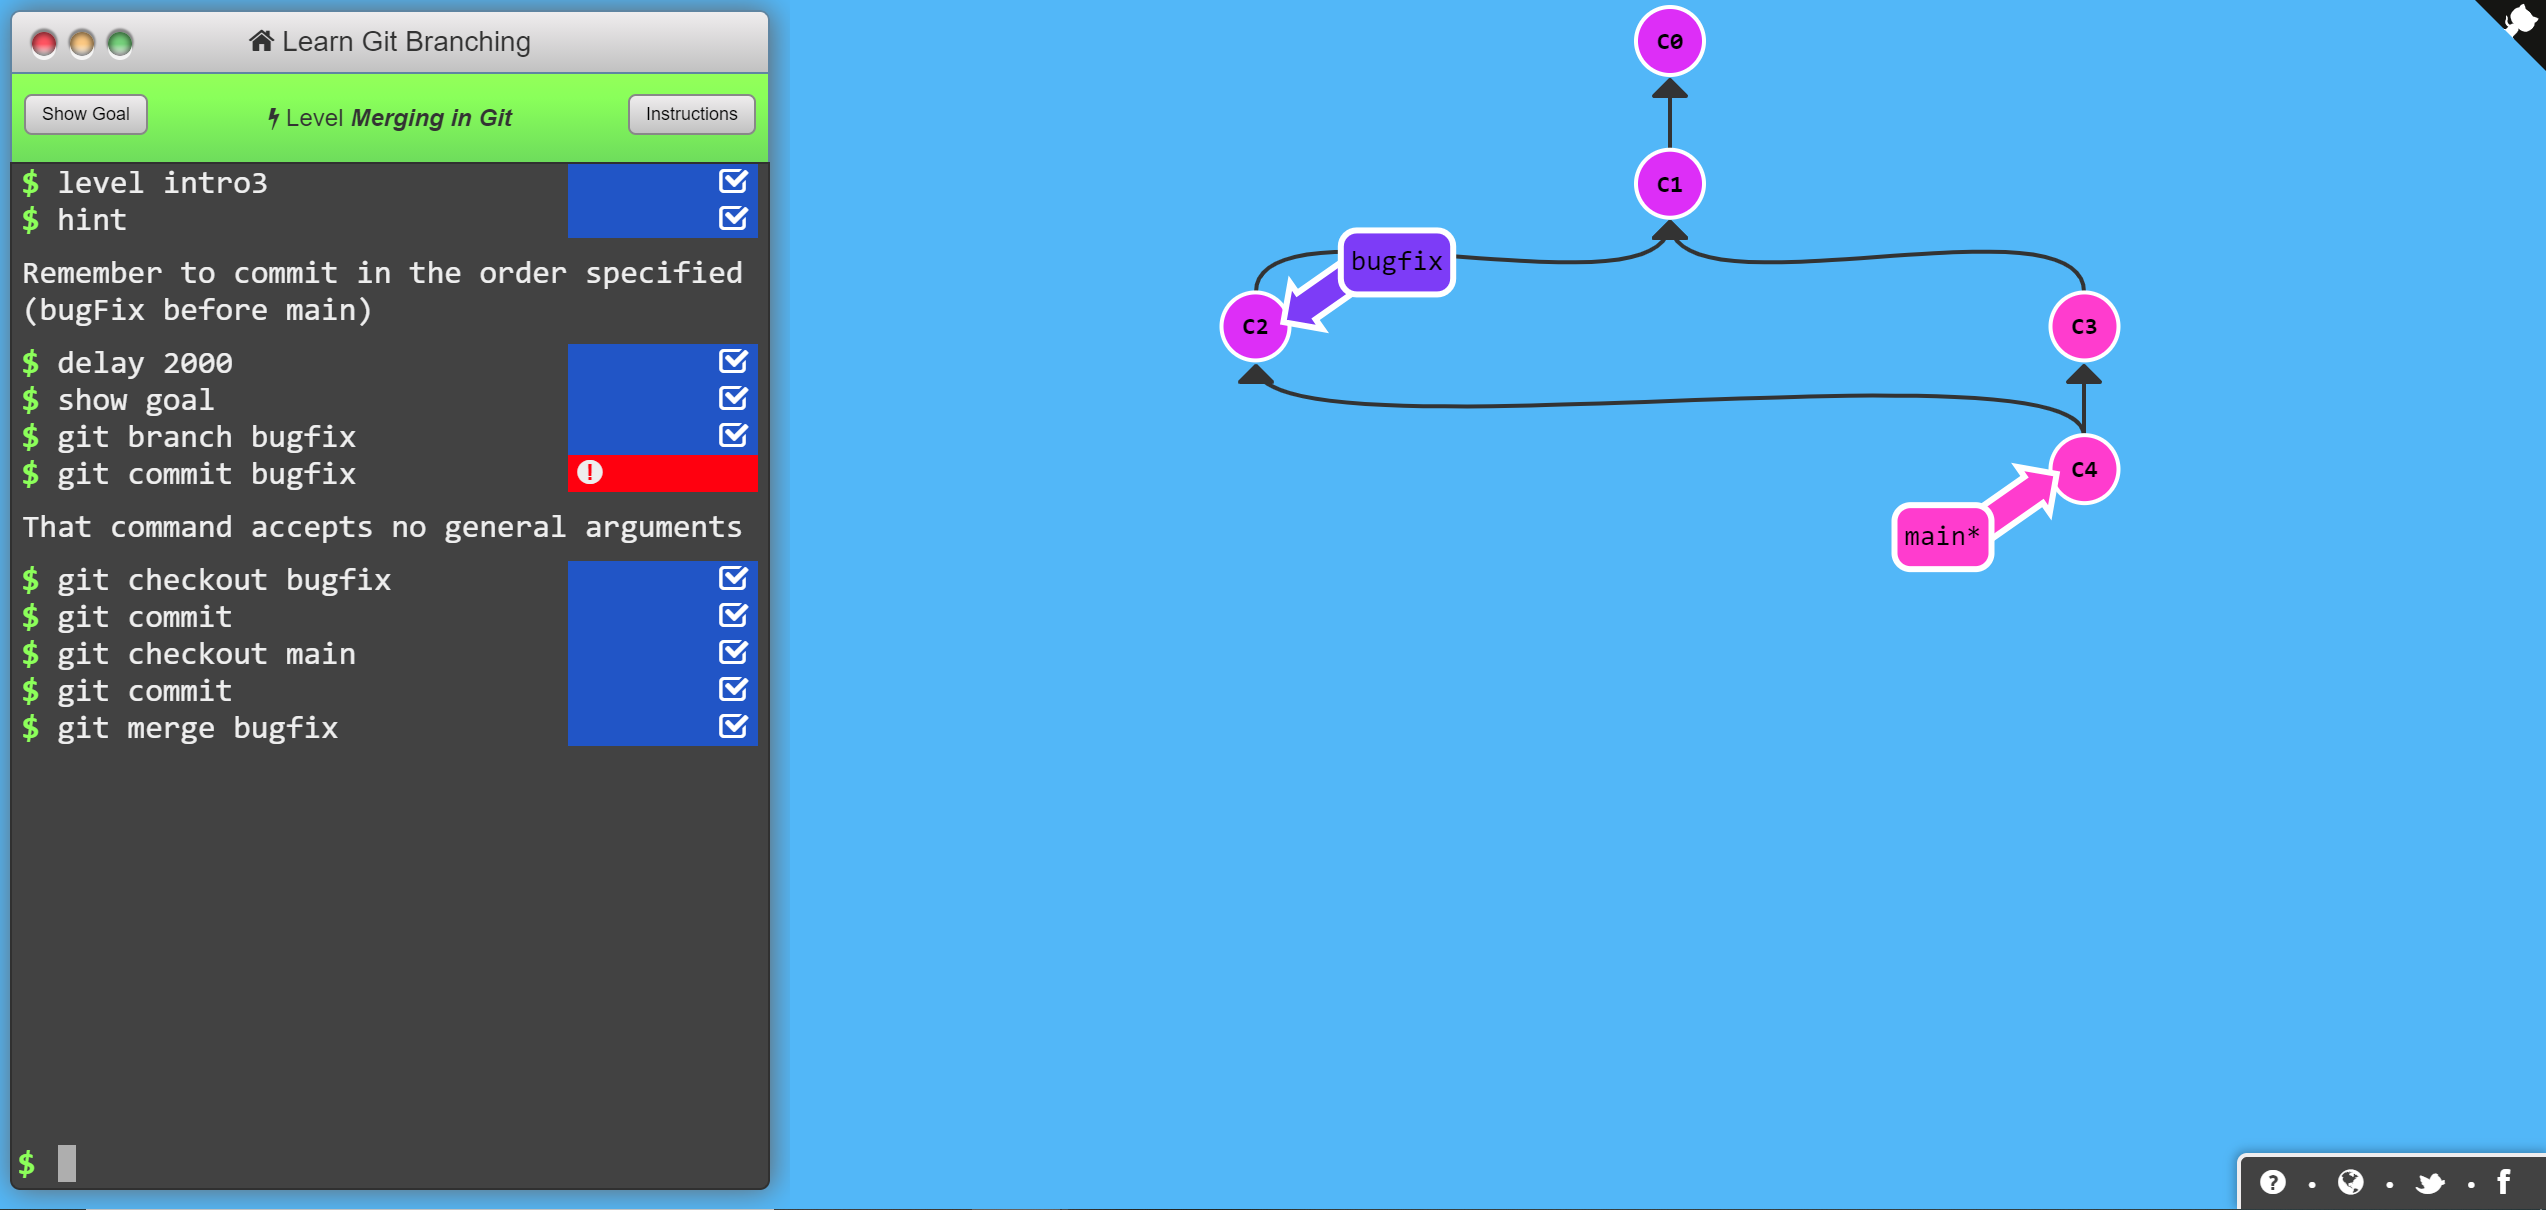 Learn Git Branching
Show Goal
Level Merging in Git
Instructions
$ level intro3
$ hint
Remember to commit in the order specified
(bugFix before main)
$ delay 2000
$ show goal
$ git branch bugfix
$ git commit bugfix
That command accepts no general arguments
$ git checkout bugfix
$ git commit
$ git checkout main
$ git commit
$ git merge bugfix
$
C0
C1
bugfix
C2
C3
C4
main*